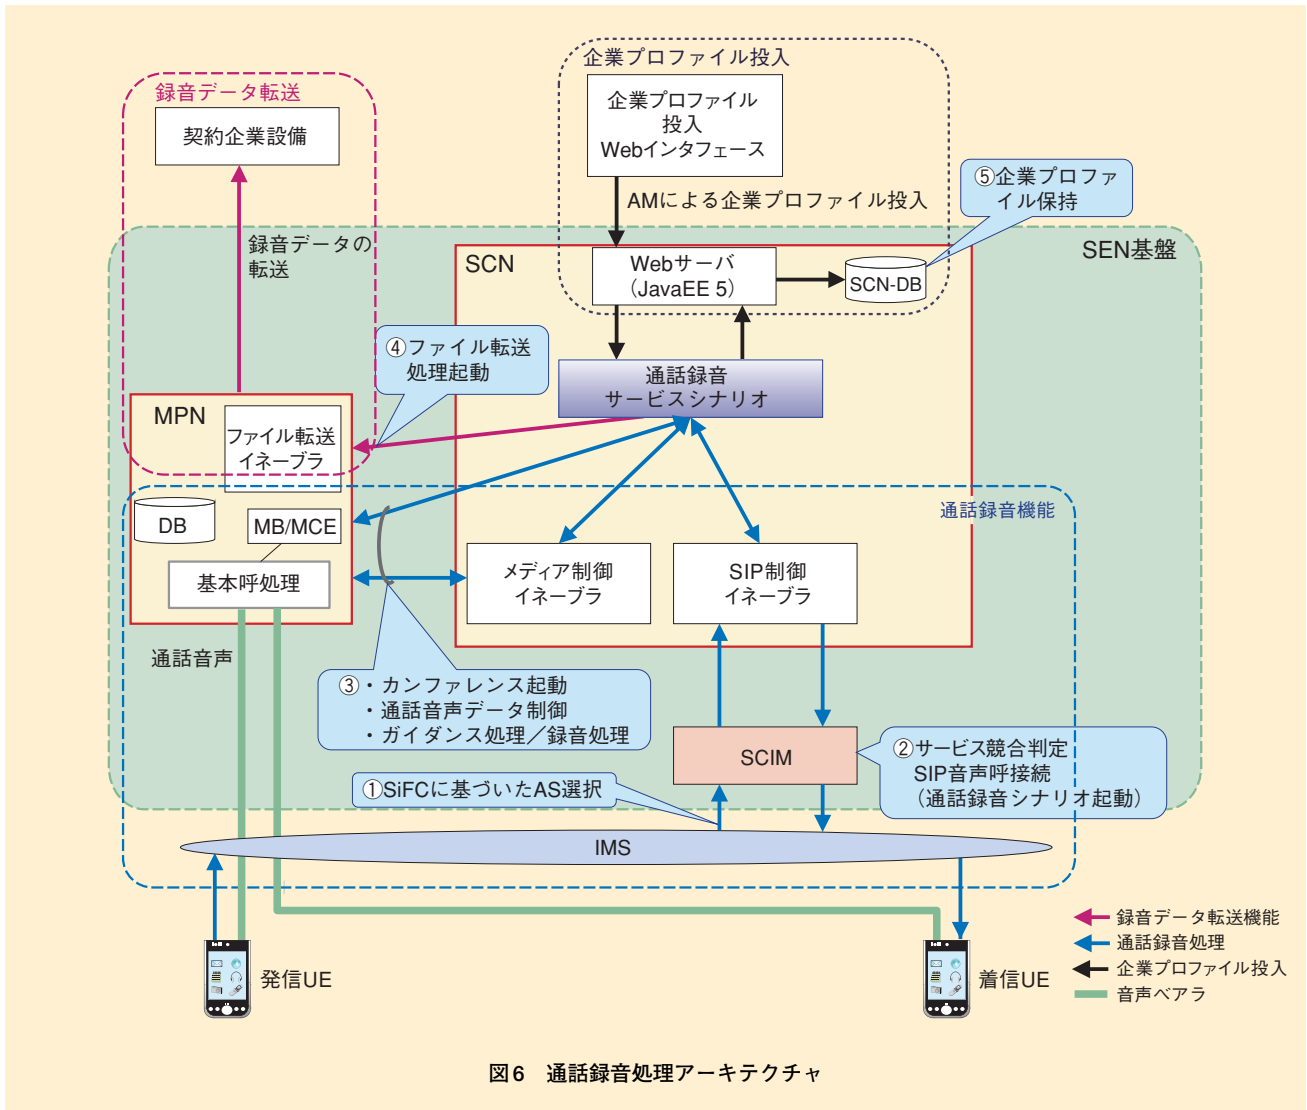 企業プロファイル投入
企業プロファイル
投入
Webインタフェース
録音データ転送
契約企業設備
AMによる企業プロファイル投入
⑤企業プロファ
イル保持
録音データの
転送
SCN
Webサーバ
（JavaEE 5）
SCN-DB
SEN基盤
④ファイル転送
処理起動
通話録音
サービスシナリオ
MPN
ファイル転送
イネーブラ
通話録音機能
DB
MB/MCE
基本呼処理
メディア制御
イネーブラ
SIP制御
イネーブラ
通話音声
③・カンファレンス起動
・通話音声データ制御
・ガイダンス処理／録音処理
SCIM
②サービス競合判定
SIP音声呼接続
（通話録音シナリオ起動）
①SiFCに基づいたAS選択
IMS
発信UE
着信UE
録音データ転送機能
通話録音処理
企業プロファイル投入
音声ベアラ
図6　通話録音処理アーキテクチャ